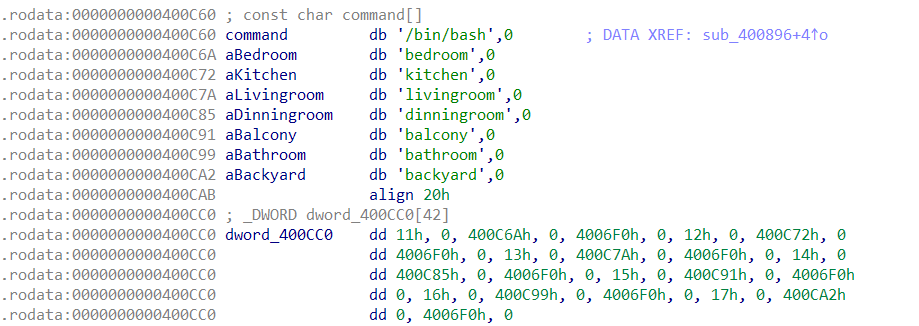 .rodata:0000000000400C60 ; const char command[]
.rodata:0000000000400C60 command db '/bin/bash',0 ; DATA XREF: sub_400896+4↑o
.rodata:0000000000400C6A aBedroom db 'bedroom',0
.rodata:0000000000400C72 aKitchen db 'kitchen',0
.rodata:0000000000400C7A aLivingroom db 'livingroom',0
.rodata:0000000000400C85 aDinningroom db 'dinningroom',0
.rodata:0000000000400C91 aBalcony db 'balcony',0
.rodata:0000000000400C99 aBathroom db 'bathroom',0
.rodata:0000000000400CA2 aBackyard db 'backyard',0
.rodata:0000000000400CAB align 20h
.rodata:0000000000400CC0 ; _DWORD dword_400CC0[42]
.rodata:0000000000400CC0 dword_400CC0 dd 11h, 0, 400C6Ah, 0, 4006F0h, 0, 12h, 0, 400C72h, 0
.rodata:0000000000400CC0 dd 4006F0h, 0, 13h, 0, 400C7Ah, 0, 4006F0h, 0, 14h, 0
.rodata:0000000000400CC0 dd 400C85h, 0, 4006F0h, 0, 15h, 0, 400C91h, 0, 4006F0h
.rodata:0000000000400CC0 dd 0, 16h, 0, 400C99h, 0, 4006F0h, 0, 17h, 0, 400CA2h
.rodata:0000000000400CC0 dd 0, 4006F0h, 0